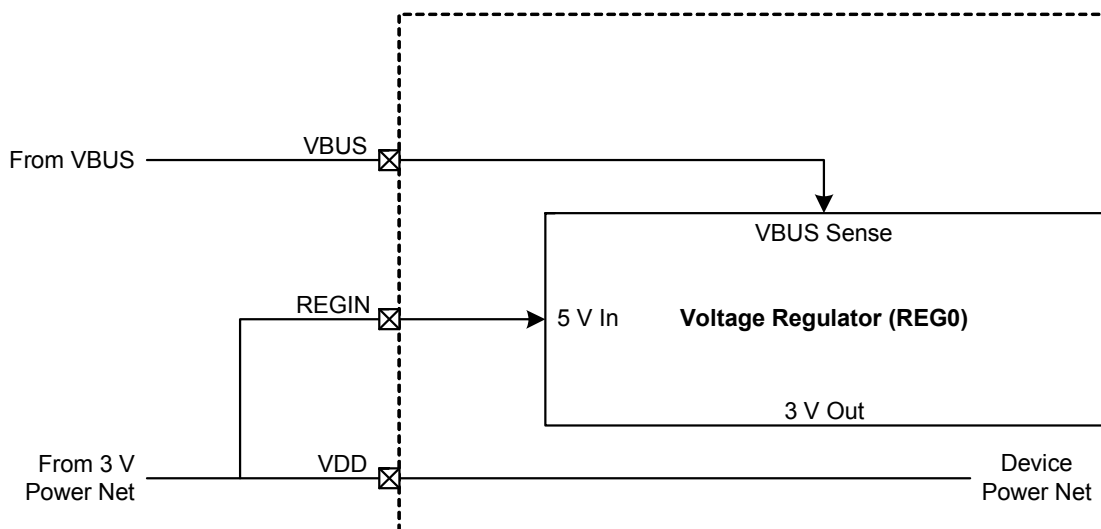 VBUS
From VBUS
VBUS Sense
REGIN
5 V In
Voltage Regulator (REG0)
3 V Out
From 3 V
Power Net
VDD
Device
Power Net